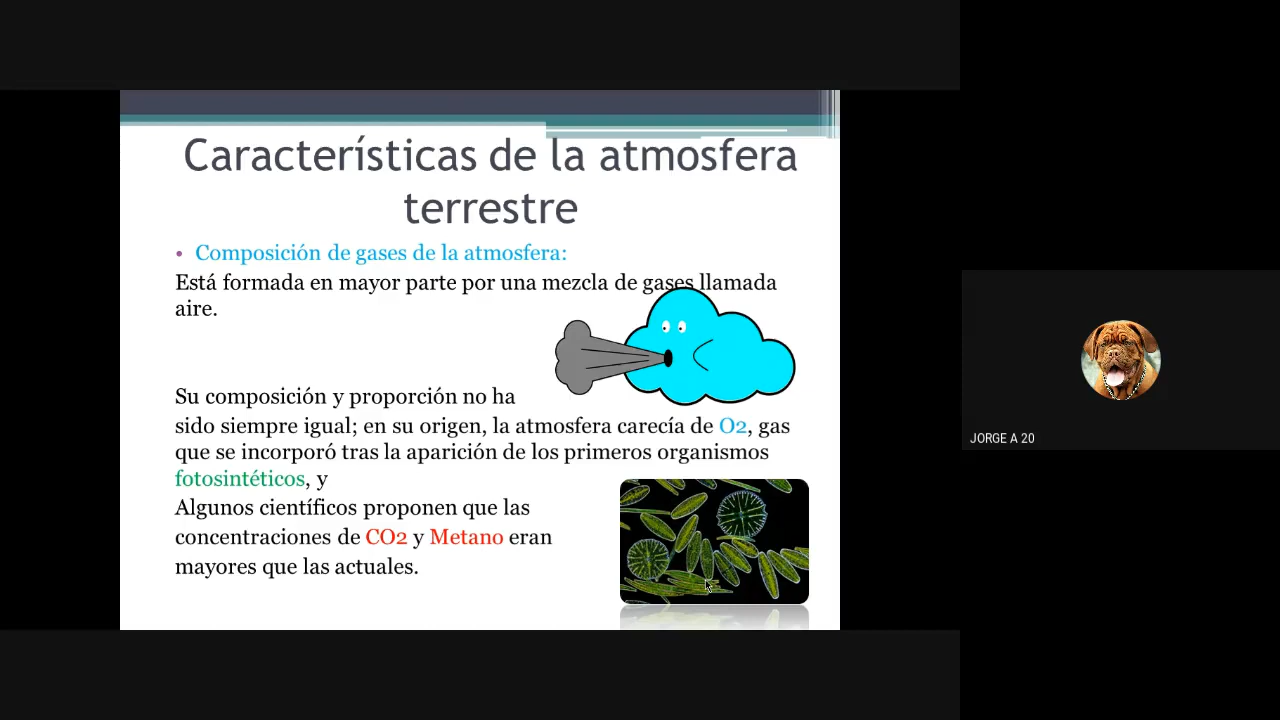 Características de la atmosfera
terrestre
• Composición de gases de la atmosfera:
Está formada en mayor parte por una mezcla de gases llamada
aire.
Su composición y proporción no ha
sido siempre igual; en su origen, la atmosfera carecía de O2, gas
que se incorporó tras la aparición de los primeros organismos
fotosintéticos, y
Algunos científicos proponen que las
concentraciones de CO2 y Metano eran
mayores que las actuales.
JORGE A 20